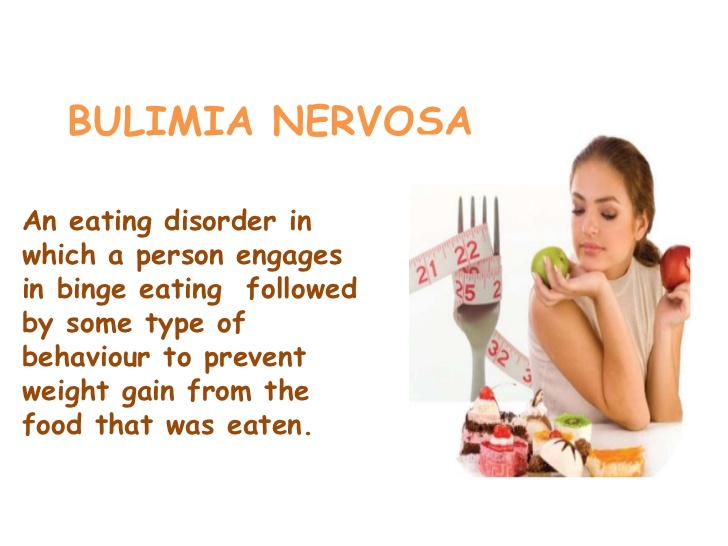 BULIMIA NERVOSA
An eating disorder in
which a person engages
in binge eating  followed
by some type of
behaviour to prevent
weight gain from the
food that was eaten.
21 22
25 2
32